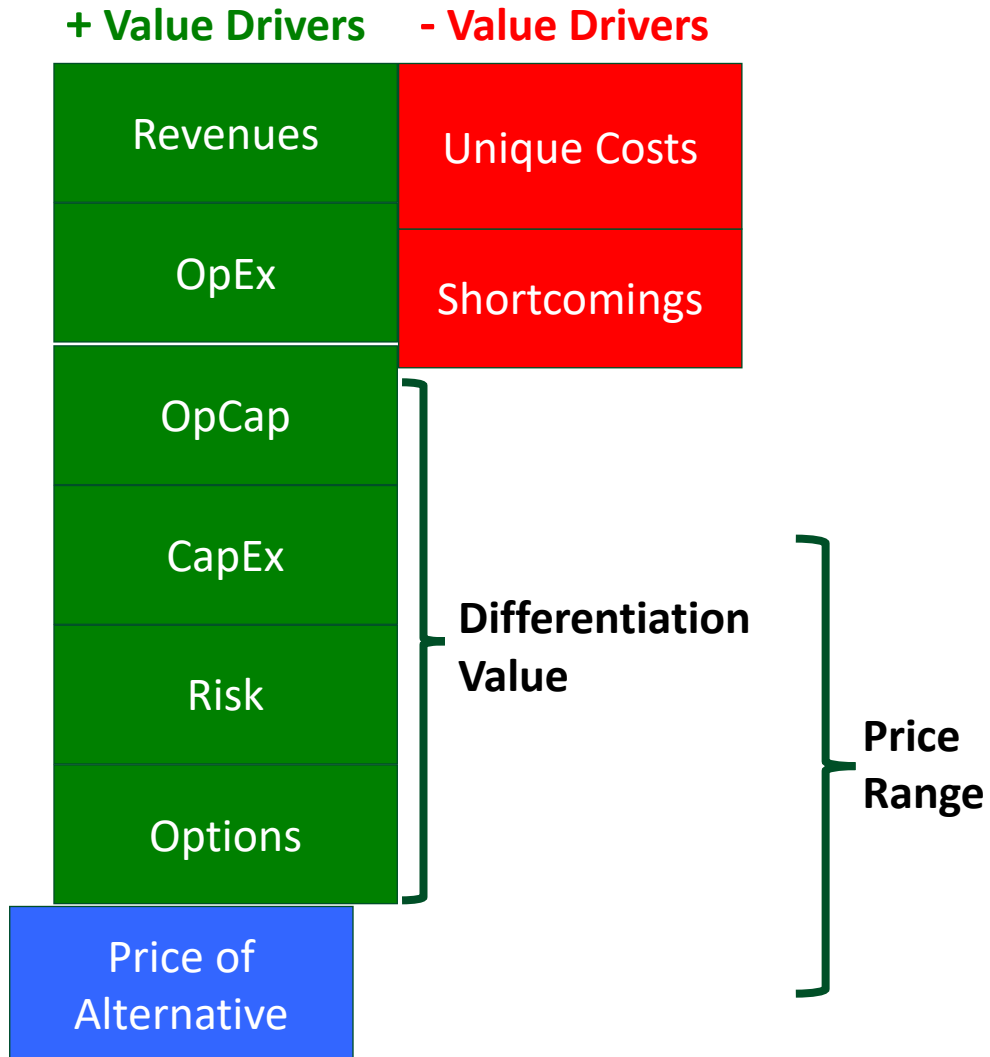 + Value Drivers
- Value Drivers
Revenues
OpEx
OpCap
CapEx
Risk
Options
Price of
Alternative
Unique Costs
Shortcomings
Differentiation
Value
Price
Range